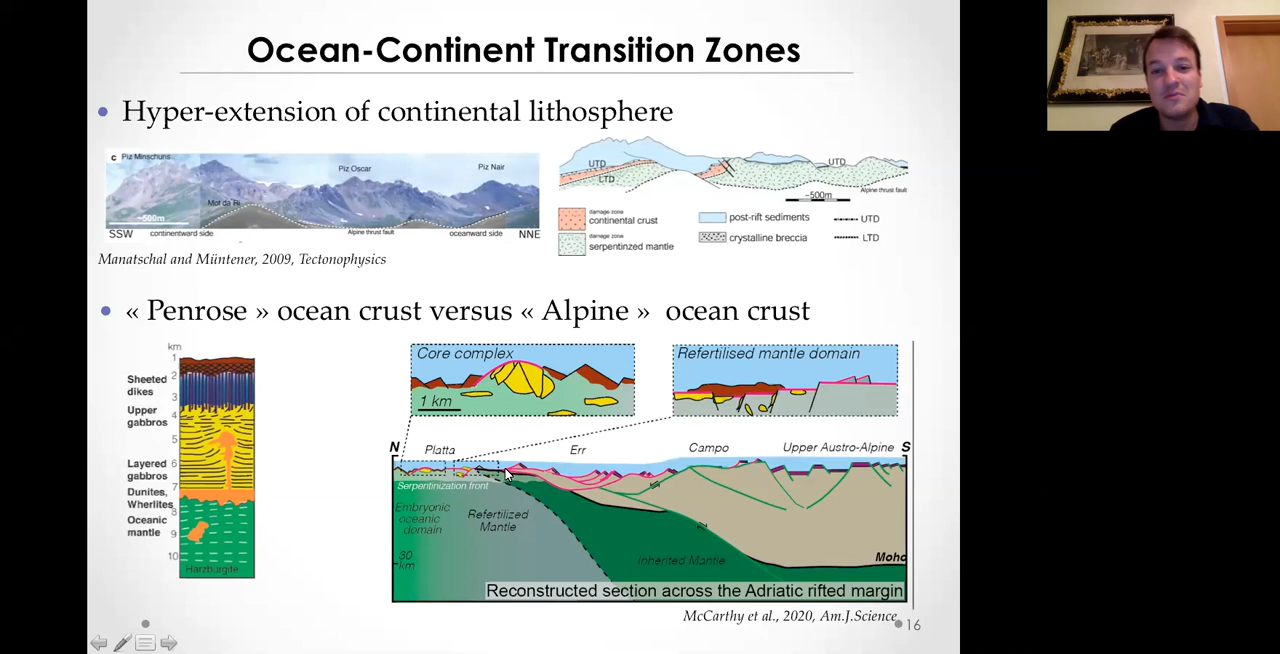 Ocean-Continent Transition Zones
• Hyper-extension of continental lithosphere
c Piz Minschuns
Piz Oscar
Piz Nair
Mot da Ri
~500m
SSW continentward side Alpine thrust fault oceanward side NNE
UTD
LTD
UTD
Alpine thrust fault
~500m
damage zone
continental crust
damage zone
serpentinzed mantle
post-rift sediments
crystalline breccia
UTD
LTD
Manatschal and Müntener, 2009, Tectonophysics
• « Penrose » ocean crust versus « Alpine » ocean crust
km
1
2
3
4
5
6
7
8
9
10
Sheeted
dikes
Upper
gabbros
Layered
gabbros
Dunites,
Wherlites
Oceanic
mantle
Harzburgite
Core complex
1 km
Refertilised mantle domain
N Platta Err Campo Upper Austro-Alpine S
Serpentinization front
Embryonic
oceanic
domain
Refertilized
Mantle
30
km
Inherited Mantle
Moho
Reconstructed section across the Adriatic rifted margin
McCarthy et al., 2020, Am.J.Science
16